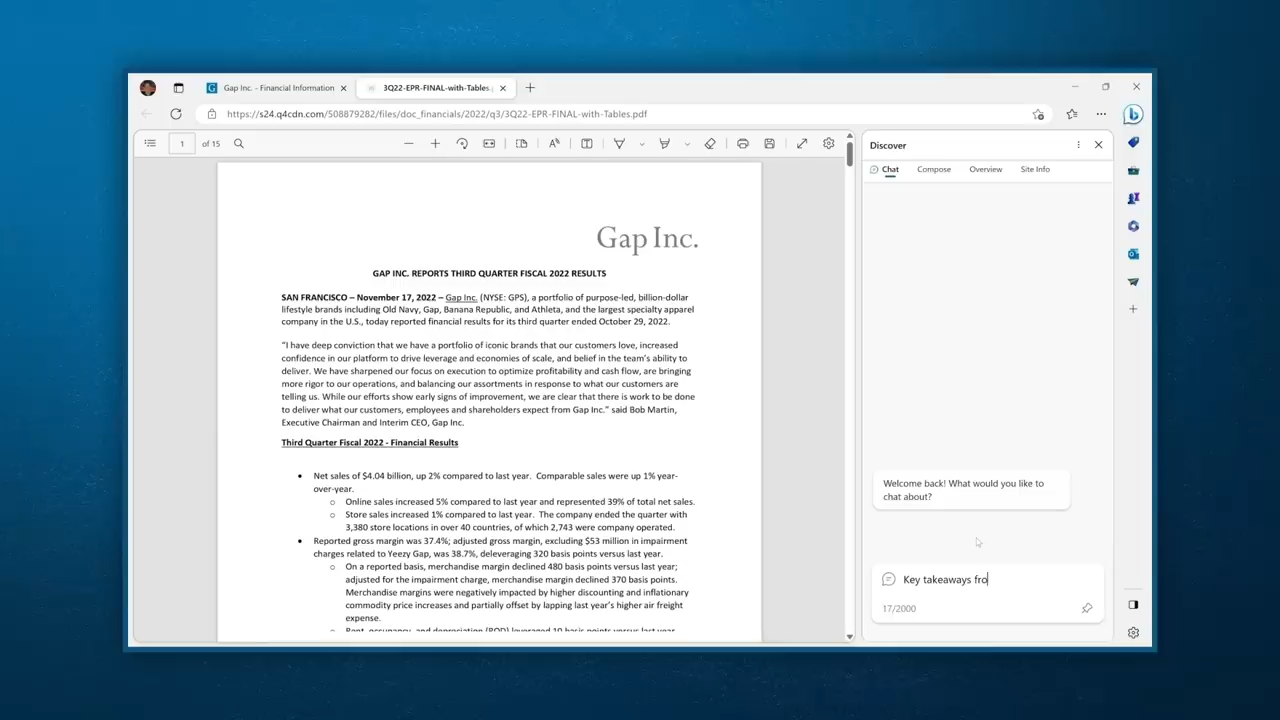 Gap Inc. - Financial Information
3Q22-EPR-FINAL-with-Tables.
https://s24.q4cdn.com/508879282/files/doc_financials/2022/q3/3Q22-EPR-FINAL-with-Tables.pdf
1 of 15
Gap Inc.
GAP INC. REPORTS THIRD QUARTER FISCAL 2022 RESULTS
SAN FRANCISCO – November 17, 2022 – Gap Inc. (NYSE: GPS), a portfolio of purpose-led, billion-dollar
lifestyle brands including Old Navy, Gap, Banana Republic, and Athleta, and the largest specialty apparel
company in the U.S., today reported financial results for its third quarter ended October 29, 2022.
“I have deep conviction that we have a portfolio of iconic brands that our customers love, increased
confidence in our platform to drive leverage and economies of scale, and belief in the team’s ability to
deliver. We have sharpened our focus on execution to optimize profitability and cash flow, are bringing
more rigor to our operations, and balancing our assortments in response to what our customers are
telling us. While our efforts show early signs of improvement, we are clear that there is work to be done
to deliver what our customers, employees and shareholders expect from Gap Inc.” said Bob Martin,
Executive Chairman and Interim CEO, Gap Inc.
Third Quarter Fiscal 2022 - Financial Results
• Net sales of $4.04 billion, up 2% compared to last year. Comparable sales were up 1% year-
over-year.
o Online sales increased 5% compared to last year and represented 39% of total net sales.
o Store sales increased 1% compared to last year. The company ended the quarter with
3,380 store locations in over 40 countries, of which 2,743 were company operated.
• Reported gross margin was 37.4%; adjusted gross margin, excluding $53 million in impairment
charges related to Yeezy Gap, was 38.7%, deleveraging 320 basis points versus last year.
o On a reported basis, merchandise margin declined 480 basis points versus last year;
adjusted for the impairment charge, merchandise margin declined 370 basis points.
Merchandise margins were negatively impacted by higher discounting and inflationary
commodity price increases and partially offset by lapping last year’s higher air freight
expense.
o Rent, occupancy, and depreciation (ROD) leveraged 10 basis points versus last year
Discover
Chat Compose Overview Site Info
Welcome back! What would you like to
chat about?
Key takeaways fro
17/2000